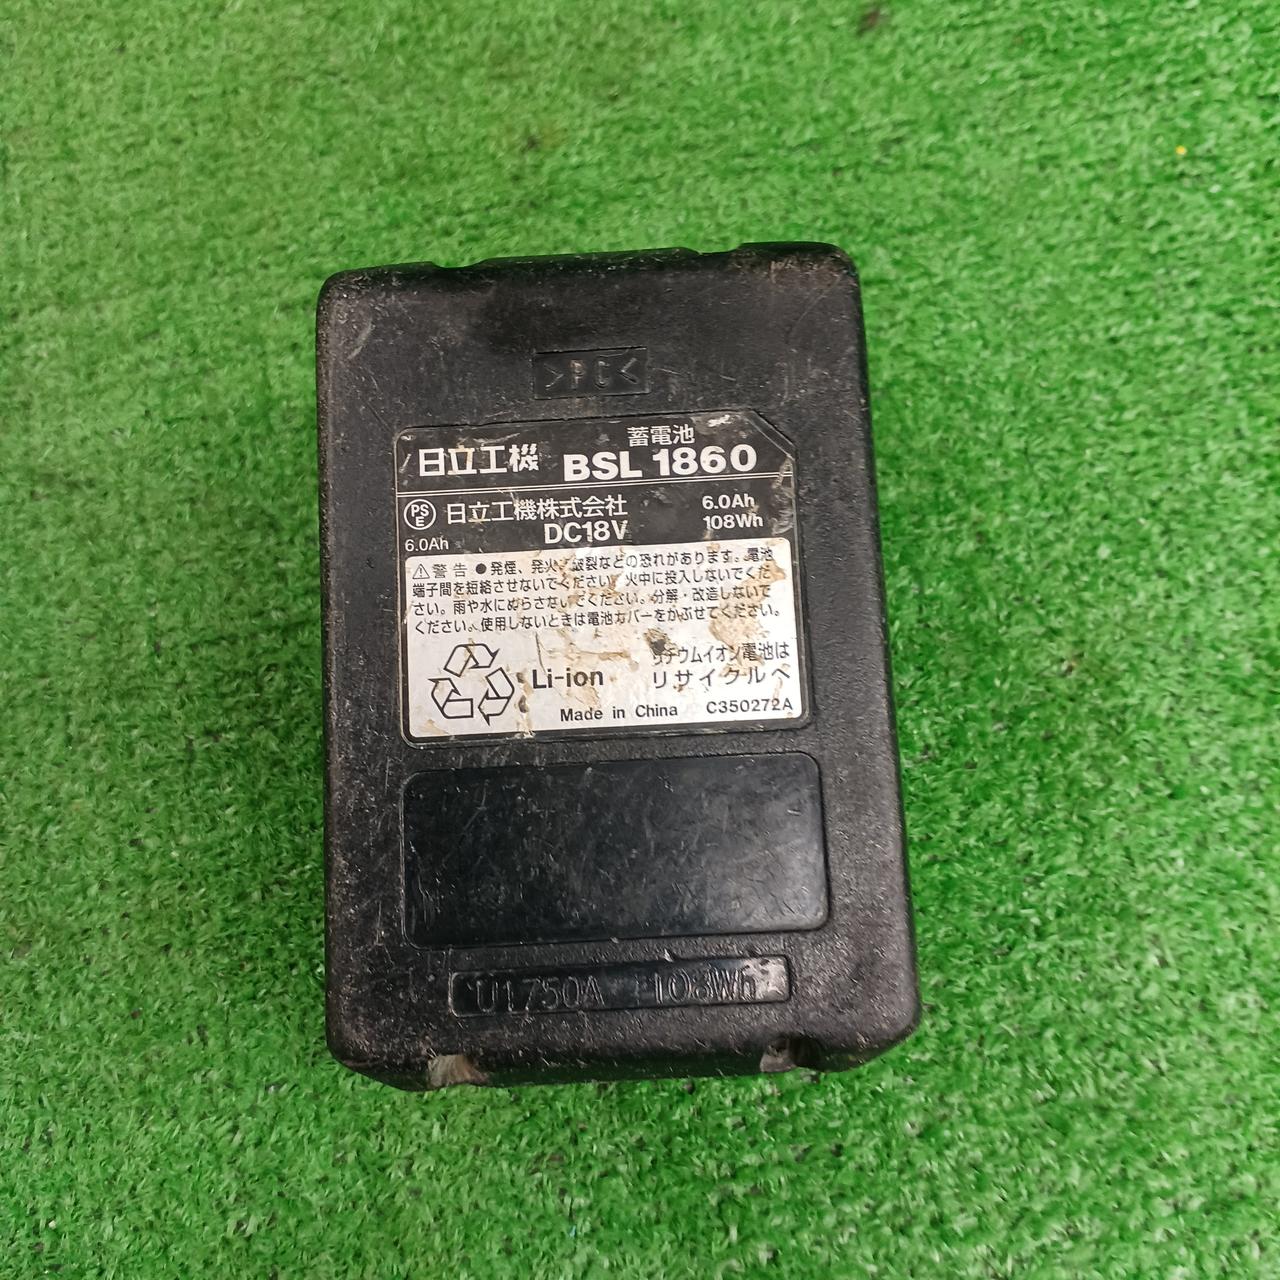 >PC<
蓄電池
日立工機 BSL 1860
PSE 日立工機株式会社 6.0Ah
DC18V 108Wh
6.0Ah
⚠警告 ●発煙、発火、破裂などの恐れがあります。電池
端子間を短絡させないでください。火中に投入しないでくだ
さい。雨や水にぬらさないでください。分解・改造しないで
ください。使用しないときは電池カバーをかぶせてください。
リチウムイオン電池は
Li-ion リサイクルへ
Made in China C350272A
U1750A 108Wh